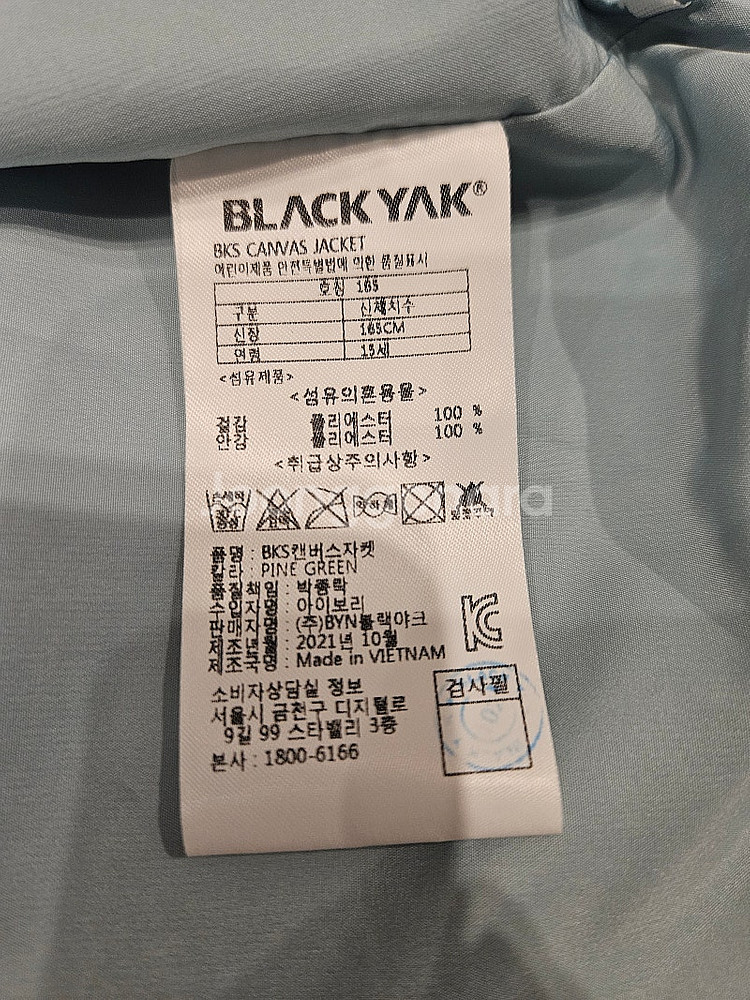 BLACKYAK®
BKS CANVAS JACKET
어린이제품 안전특별법에 의한 품질표시
호칭 165
구분 신체치수
신장 165CM
연령 15세
<섬유제품>
<섬유의혼용율>
겉감 폴리에스터 100 %
안감 폴리에스터 100 %
<취급상주의사항>
품명 : BKS캔버스자켓
칼라 : PINE GREEN
품질책임 : 박종락
수입자명 : 아이보리
판매자명 : (주)BYN블랙야크
제조년월 : 2021년 10월
제조국명 : Made in VIETNAM
소비자상담실 정보
서울시 금천구 디지털로
9길 99 스타밸리 3층
본사 : 1800-6166
검사필